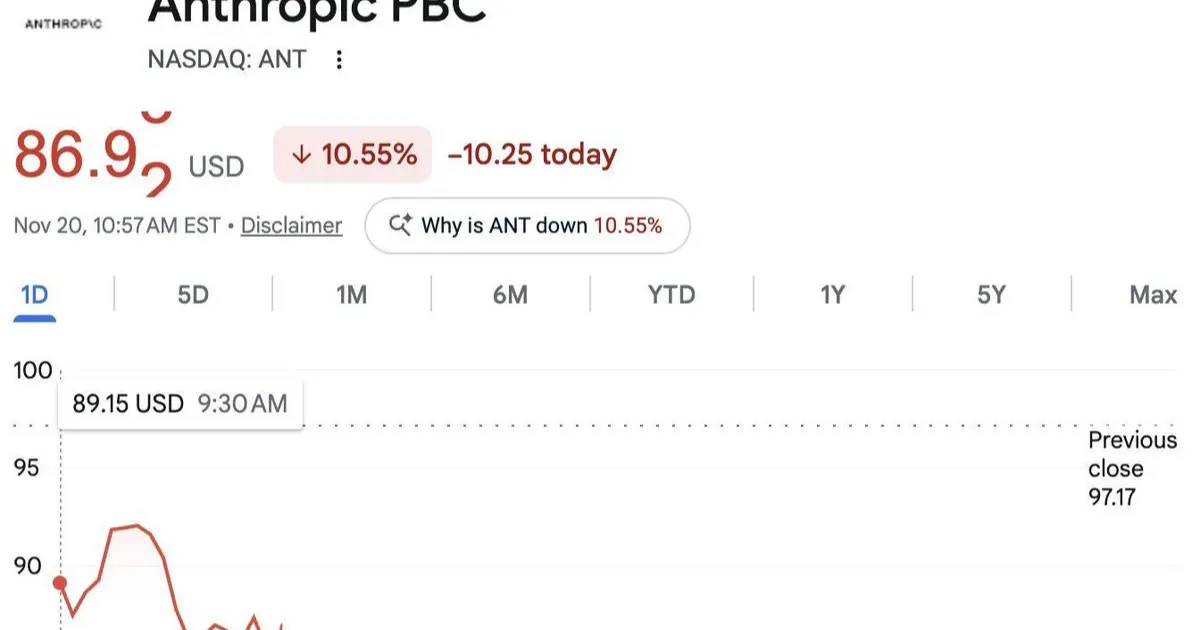 Anthropic PBC
ANTHROP\C
NASDAQ: ANT
86.92 USD ↓ 10.55% –10.25 today
Nov 20, 10:57 AM EST • Disclaimer Why is ANT down 10.55%
1D 5D 1M 6M YTD 1Y 5Y Max
100
89.15 USD 9:30 AM
Previous
close
97.17
95
90